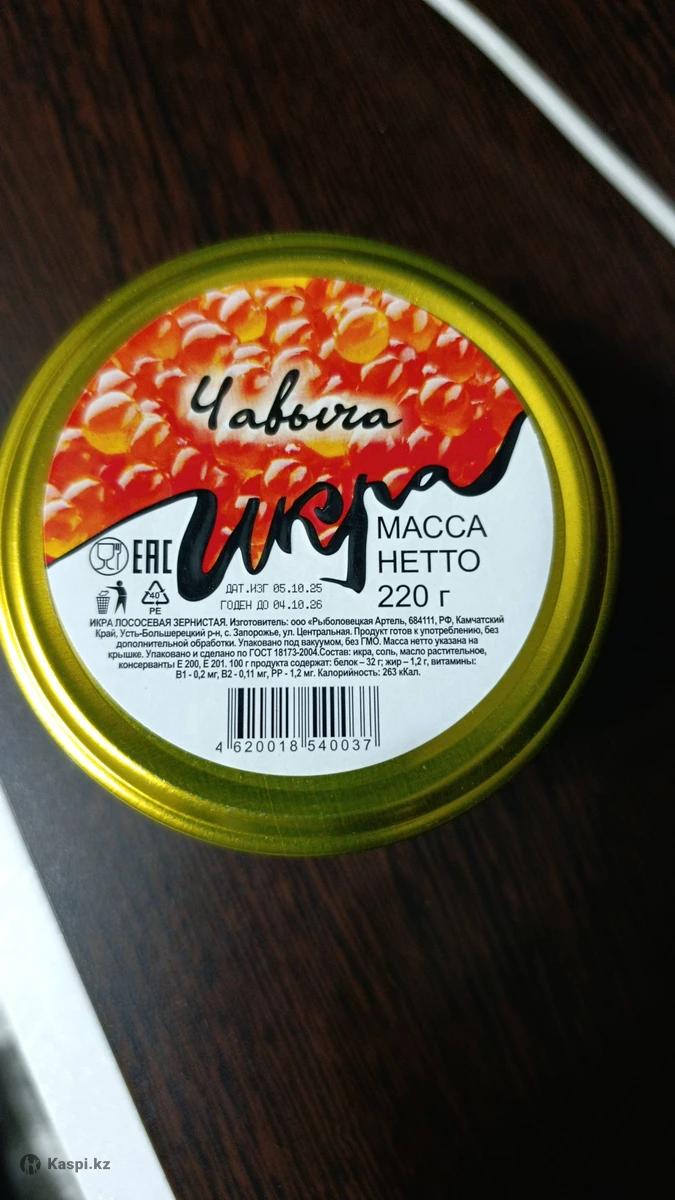 Чавыча
Икра
МАССА
НЕТТО
220 г
EAC
ДАТ.ИЗГ 05.10.25
ГОДЕН ДО 04.10.26
40
PE
ИКРА ЛОСОСЕВАЯ ЗЕРНИСТАЯ. Изготовитель: ооо «Рыболовецкая Артель, 684111, РФ, Камчатский
Край, Усть-Большерецкий р-н, с. Запорожье, ул. Центральная. Продукт готов к употреблению, без
дополнительной обработки. Упаковано под вакуумом, без ГМО. Масса нетто указана на
крышке. Упаковано и сделано по ГОСТ 18173-2004.Состав: икра, соль, масло растительное,
консерванты Е 200, Е 201. 100 г продукта содержат: белок – 32 г; жир – 1,2 г, витамины:
В1 - 0,2 мг, В2 - 0,11 мг, РР - 1,2 мг. Калорийность: 263 кКал.
4 620018 540037
Kaspi.kz